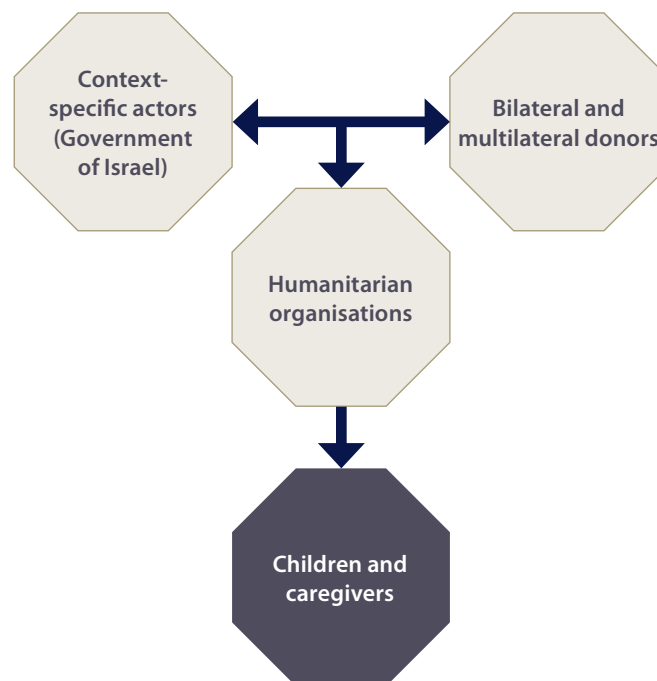 Context-
specific actors
(Government
of Israel)
Bilateral and
multilateral donors
Humanitarian
organisations
Children and
caregivers